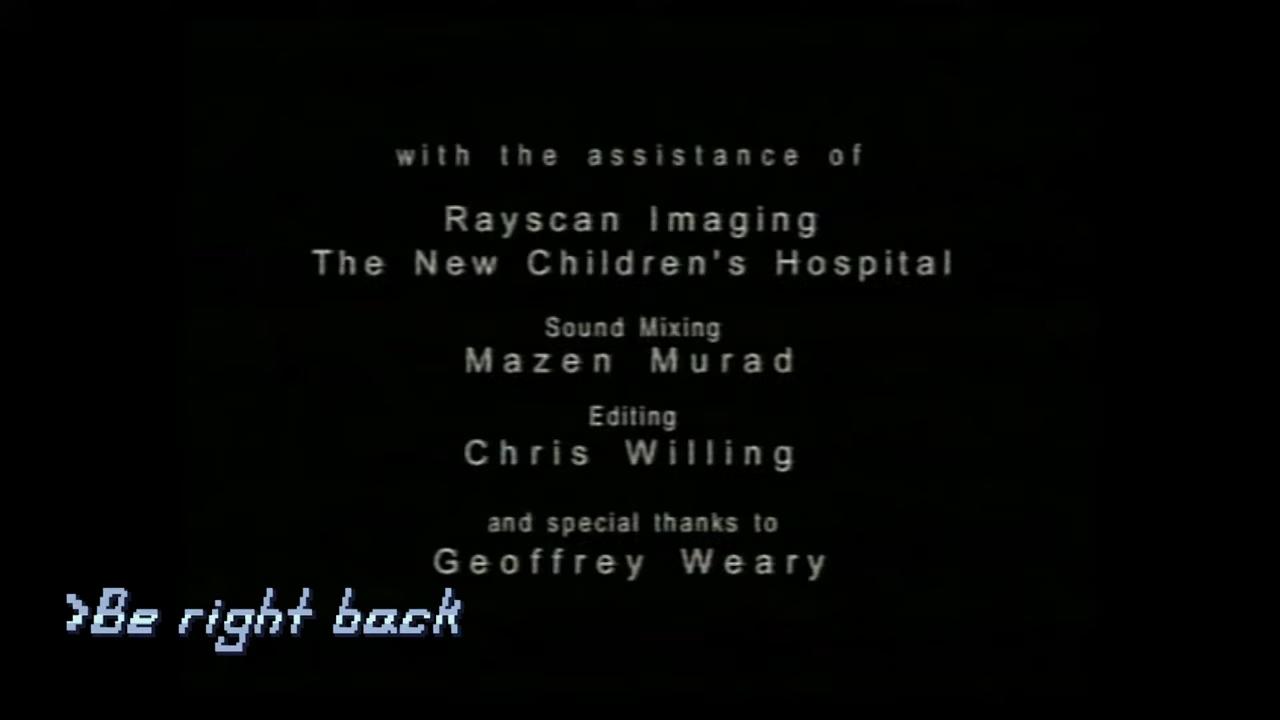 with the assistance of
Rayscan Imaging
The New Children's Hospital
Sound Mixing
Mazen Murad
Editing
Chris Willing
and special thanks to
Geoffrey Weary
>Be right back